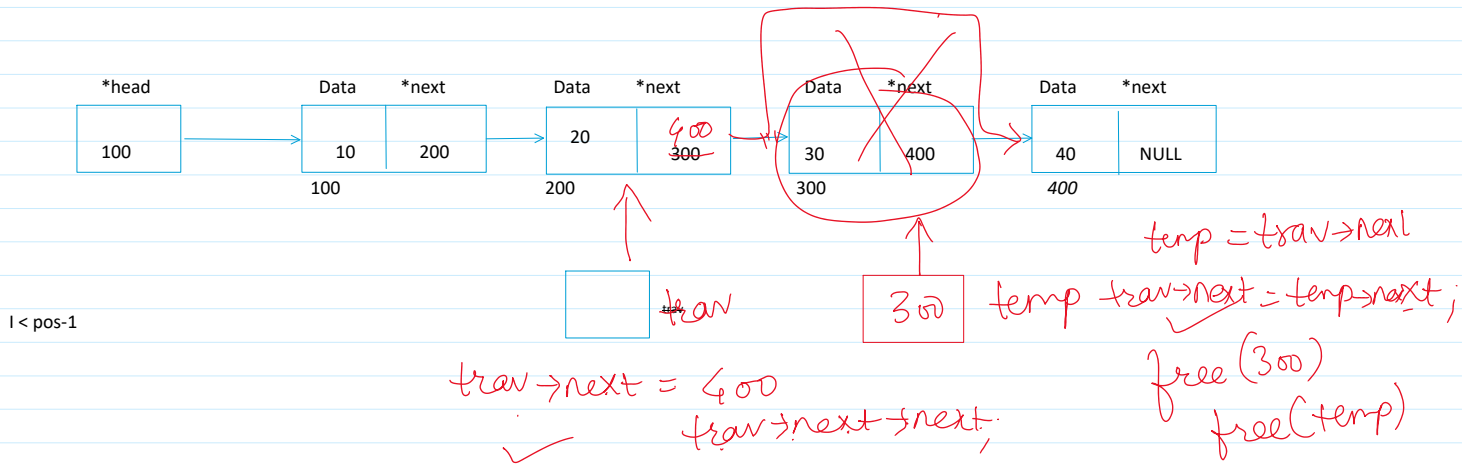 *head Data *next Data *next Data *next Data *next
100 10 200 20 400 300 30 400 40 NULL
100 200 300 400
temp = trav->next
trav
300 temp trav->next = temp->next;
I < pos-1
free(300)
trav->next = 400
trav->next->next;
free(temp)